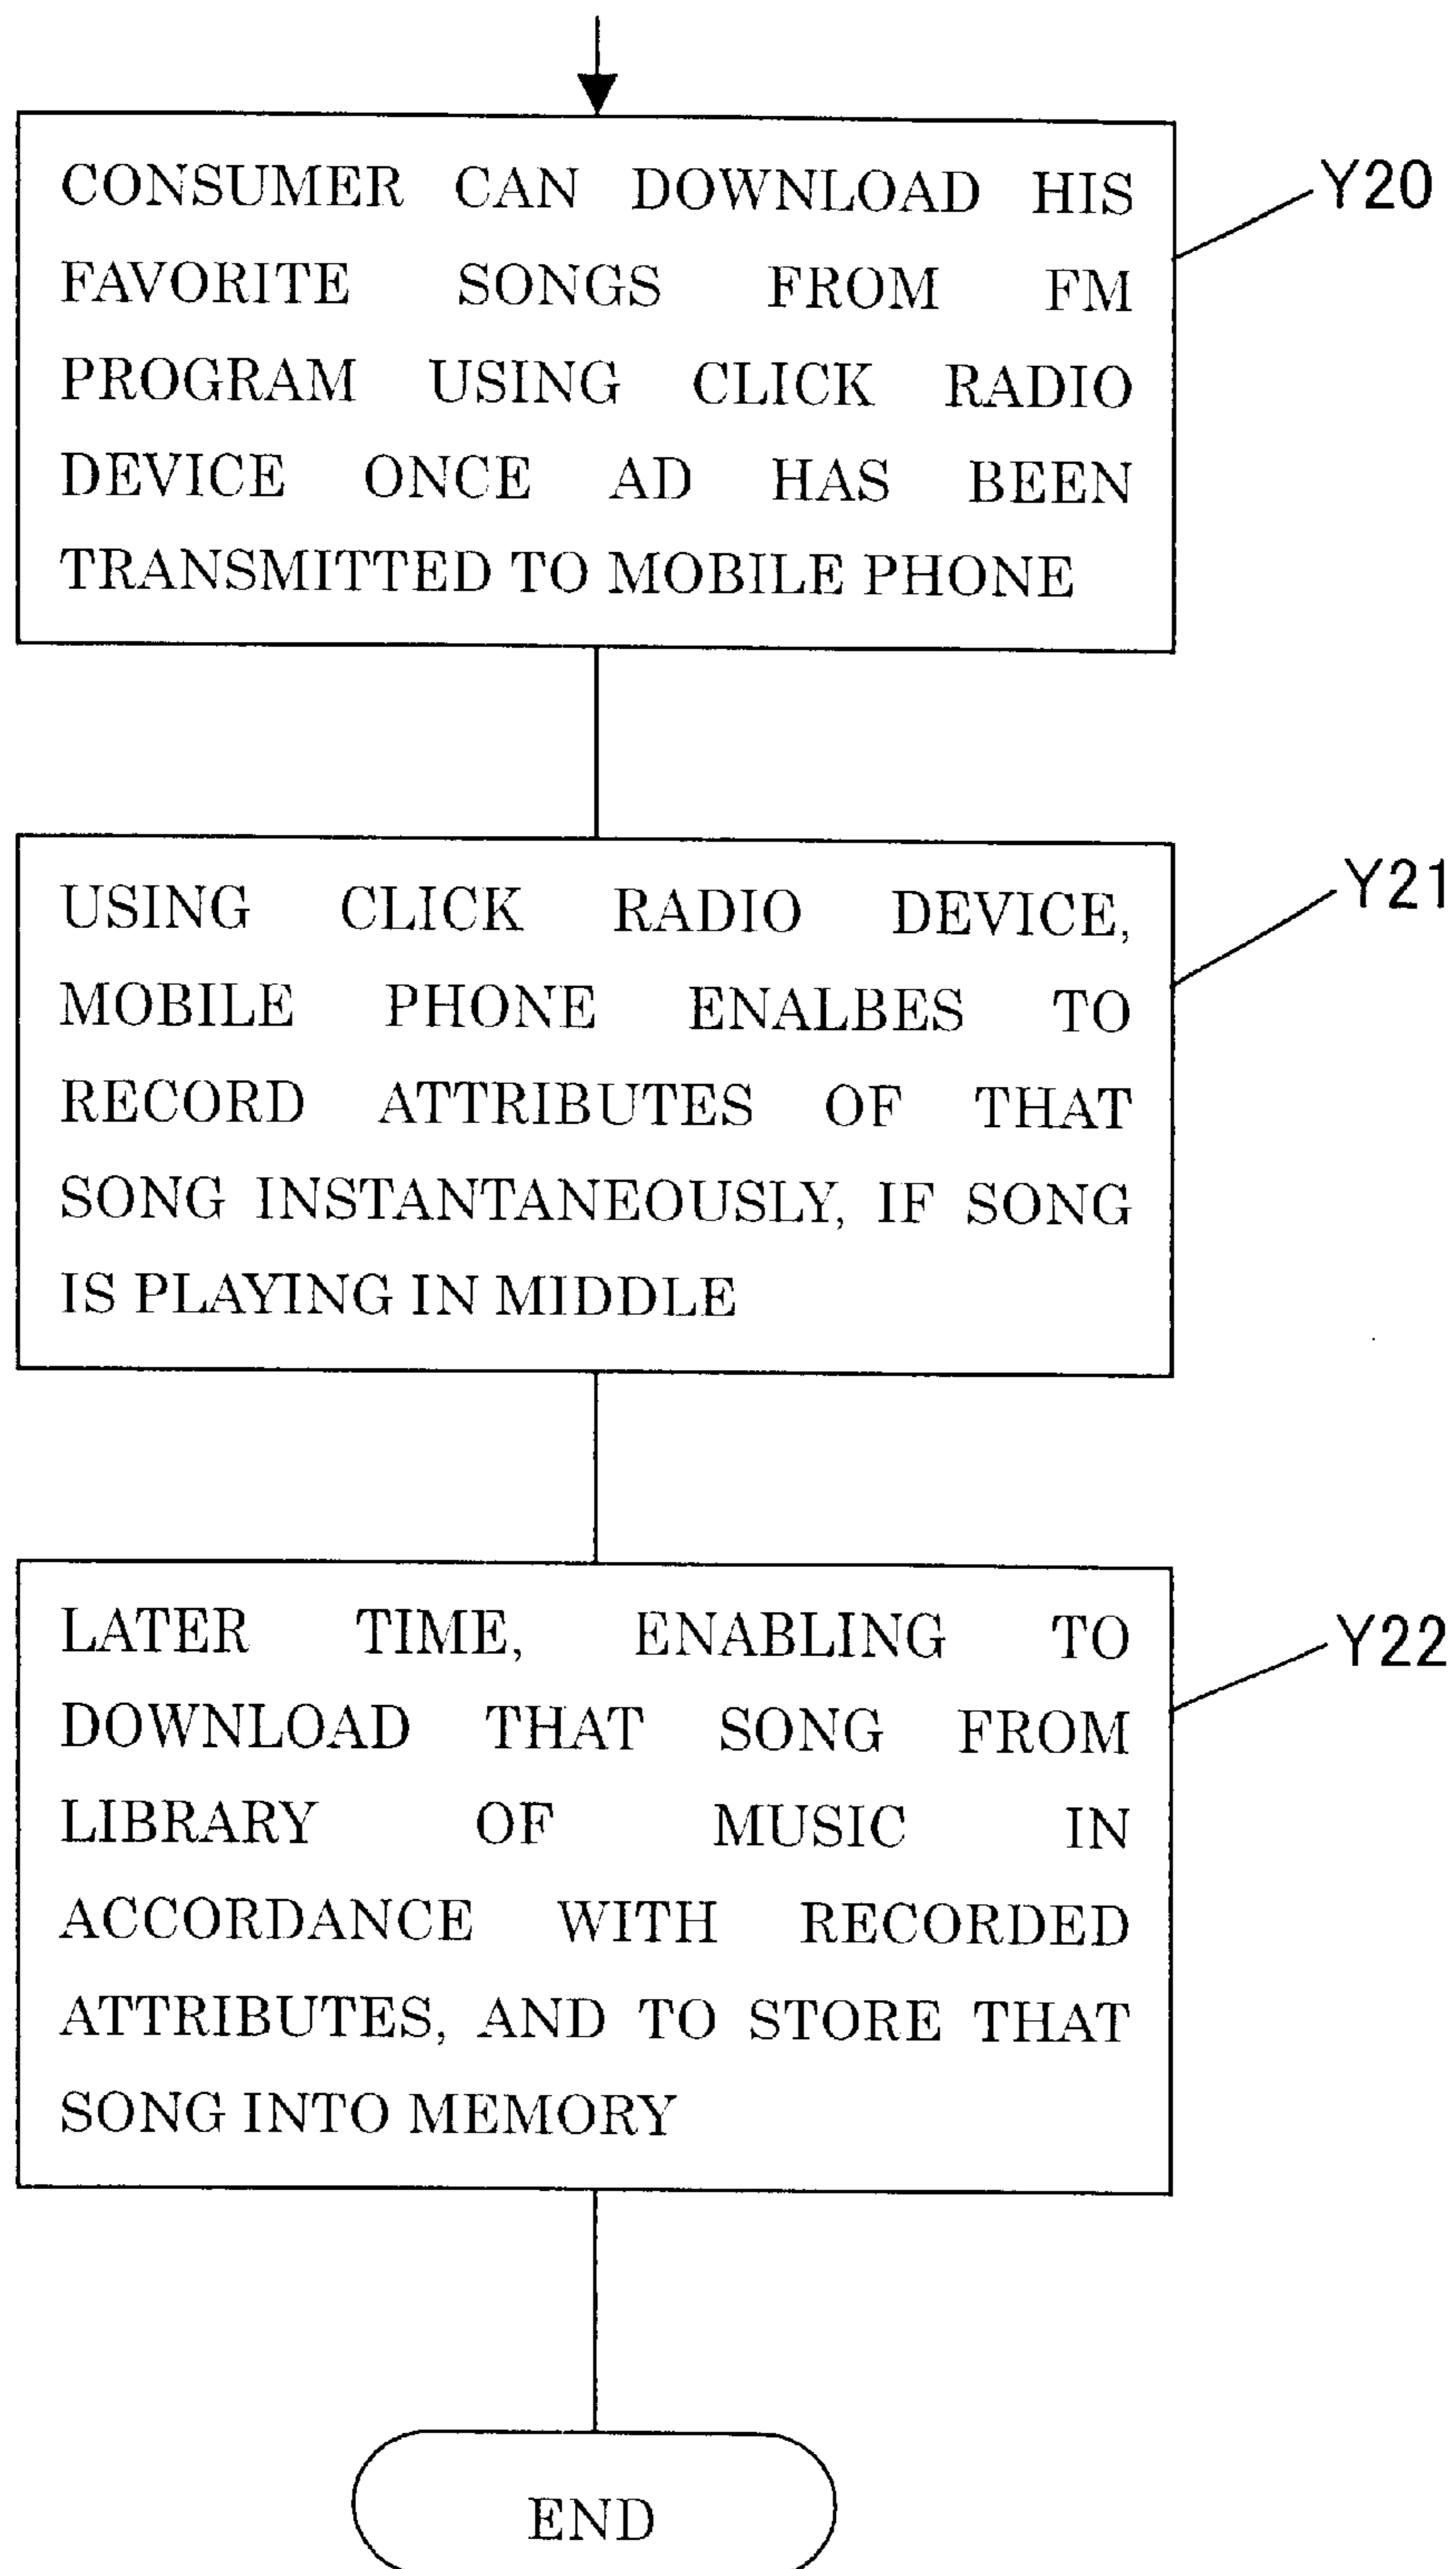 CONSUMER CAN DOWNLOAD HIS
FAVORITE SONGS FROM FM
PROGRAM USING CLICK RADIO
DEVICE ONCE AD HAS BEEN
TRANSMITTED TO MOBILE PHONE
Y20
USING CLICK RADIO DEVICE,
MOBILE PHONE ENALBES TO
RECORD ATTRIBUTES OF THAT
SONG INSTANTANEOUSLY, IF SONG
IS PLAYING IN MIDDLE
Y21
LATER TIME, ENABLING TO
DOWNLOAD THAT SONG FROM
LIBRARY OF MUSIC IN
ACCORDANCE WITH RECORDED
ATTRIBUTES, AND TO STORE THAT
SONG INTO MEMORY
Y22
END